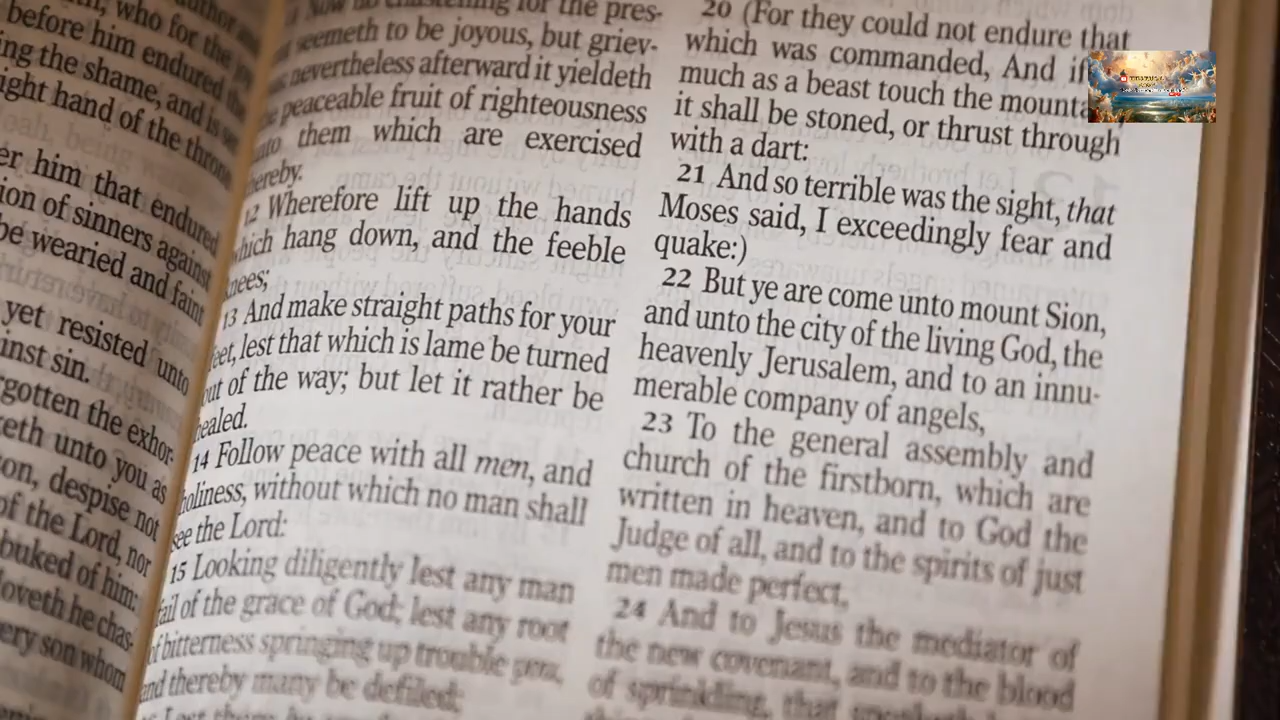 who for the
before him endured
ing the shame, and is
ight hand of the throne
er him that endured
ion of sinners against
be wearied and faint
yet resisted unto
inst sin.
gotten the exhor-
eth unto you as
on, despise not
of the Lord, nor
buked of him:
loveth he chas-
ery son whom
for the pres-
seemeth to be joyous, but griev-
nevertheless afterward it yieldeth
peaceable fruit of righteousness
them which are exercised
hereby.
12 Wherefore lift up the hands
which hang down, and the feeble
knees;
13 And make straight paths for your
feet, lest that which is lame be turned
out of the way; but let it rather be
healed.
14 Follow peace with all men, and
holiness, without which no man shall
see the Lord:
15 Looking diligently lest any man
fail of the grace of God; lest any root
of bitterness springing up trouble you,
and thereby many be defiled;
20 (For they could not endure that
which was commanded, And if
much as a beast touch the mounta
it shall be stoned, or thrust through
with a dart:
21 And so terrible was the sight, that
Moses said, I exceedingly fear and
quake:)
22 But ye are come unto mount Sion,
and unto the city of the living God, the
heavenly Jerusalem, and to an innu-
merable company of angels,
23 To the general assembly and
church of the firstborn, which are
written in heaven, and to God the
Judge of all, and to the spirits of just
men made perfect,
24 And to Jesus the mediator of
the new covenant, and to the blood
of sprinkling, that